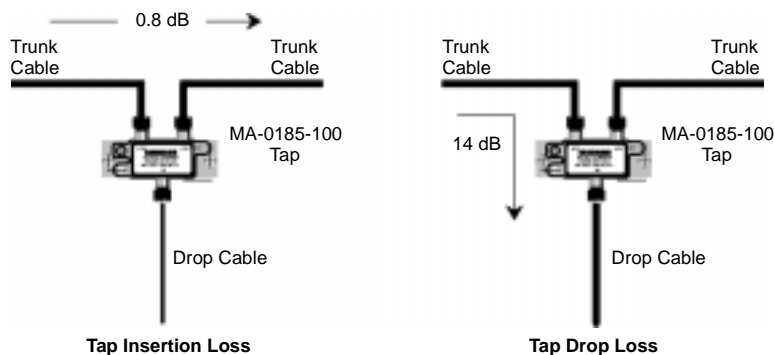 0.8 dB
Trunk
Cable
Trunk
Cable
MA-0185-100
Tap
Drop Cable
Tap Insertion Loss
Trunk
Cable
Trunk
Cable
14 dB
MA-0185-100
Tap
Drop Cable
Tap Drop Loss